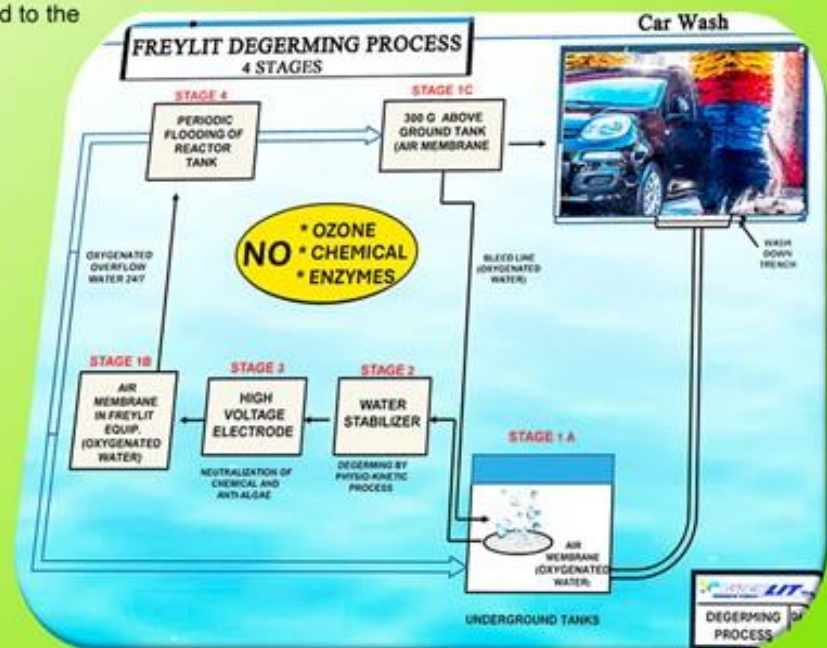 d to the
Car Wash
FREYLIT DEGERMING PROCESS
4 STAGES
STAGE 4
PERIODIC
FLOODING OF
REACTOR
TANK
STAGE 1C
300 G ABOVE
GROUND TANK
(AIR MEMBRANE
NO
* OZONE
* CHEMICAL
* ENZYMES
OXYGENATED
OVERFLOW
WATER 24/7
BLEED LINE
(OXYGENATED
WATER)
WASH
DOWN
TRENCH
STAGE 1B
AIR
MEMBRANE
IN FREYLIT
EQUIP.
(OXYGENATED
WATER)
STAGE 3
HIGH
VOLTAGE
ELECTRODE
NEUTRALIZATION OF
CHEMICAL AND
ANTI-ALGAE
STAGE 2
WATER
STABILIZER
DEGERMING BY
PHYSIO-KINETIC
PROCESS
STAGE 1 A
AIR
MEMBRANE
(OXYGENATED
WATER)
UNDERGROUND TANKS
LIT
DEGERMING
PROCESS